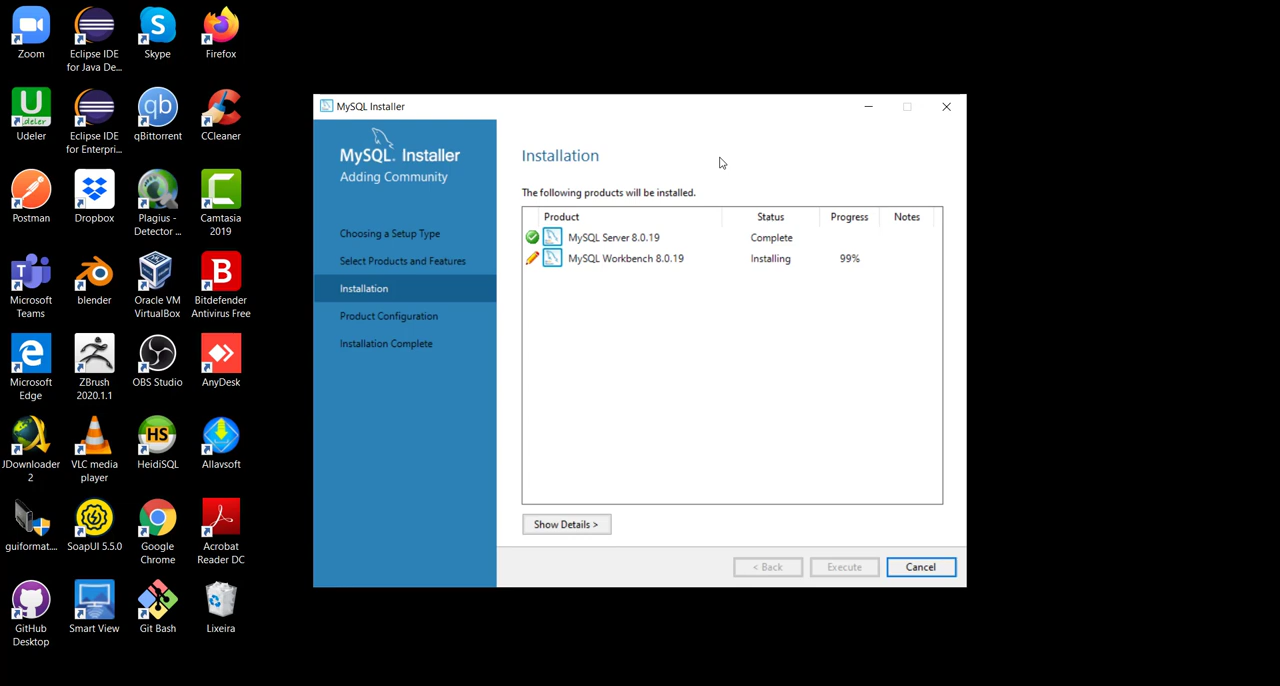 Zoom
Eclipse IDE
for Java De...
Skype
Firefox
U
udeler
Udeler
Eclipse IDE
for Enterpri...
qb
qBittorrent
CCleaner
Postman
Dropbox
Plagius -
Detector ...
Camtasia
2019
Microsoft
Teams
blender
Oracle VM
VirtualBox
Bitdefender
Antivirus Free
Microsoft
Edge
ZBrush
2020.1.1
OBS Studio
AnyDesk
JDownloader
2
VLC media
player
HS
HeidiSQL
Allavsoft
guiformat....
SoapUI 5.5.0
Google
Chrome
Acrobat
Reader DC
GitHub
Desktop
Smart View
Git Bash
Lixeira
MySQL Installer
MySQL. Installer
Adding Community
Choosing a Setup Type
Select Products and Features
Installation
Product Configuration
Installation Complete
Installation
The following products will be installed.
Product Status Progress Notes
MySQL Server 8.0.19 Complete
MySQL Workbench 8.0.19 Installing 99%
Show Details >
< Back Execute Cancel